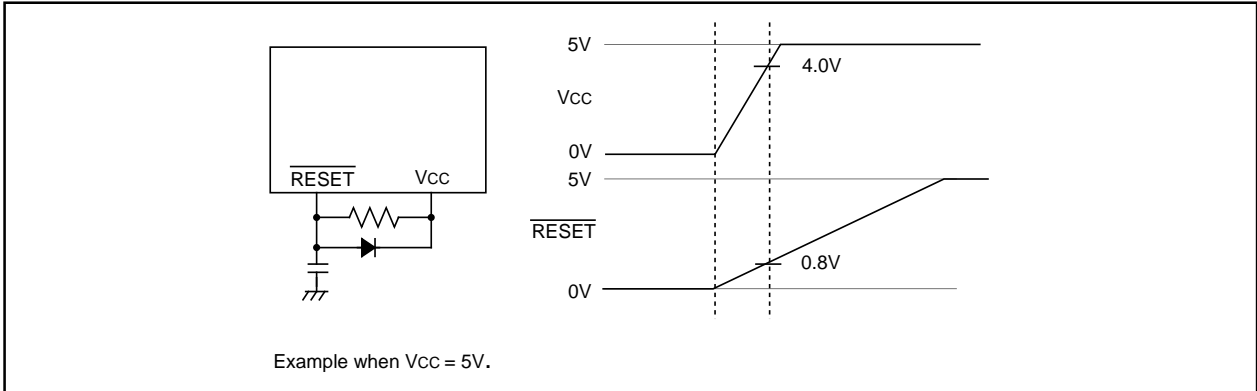 RESET VCC
5V
4.0V
VCC
0V
5V
RESET
0.8V
0V
Example when VCC = 5V.